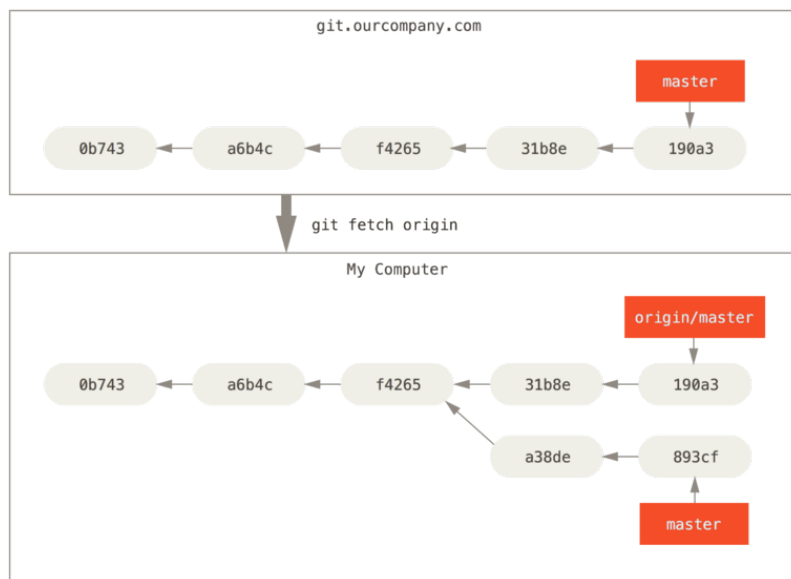 git.ourcompany.com
master
0b743 a6b4c f4265 31b8e 190a3
git fetch origin
My Computer
origin/master
0b743 a6b4c f4265 31b8e 190a3
a38de 893cf
master